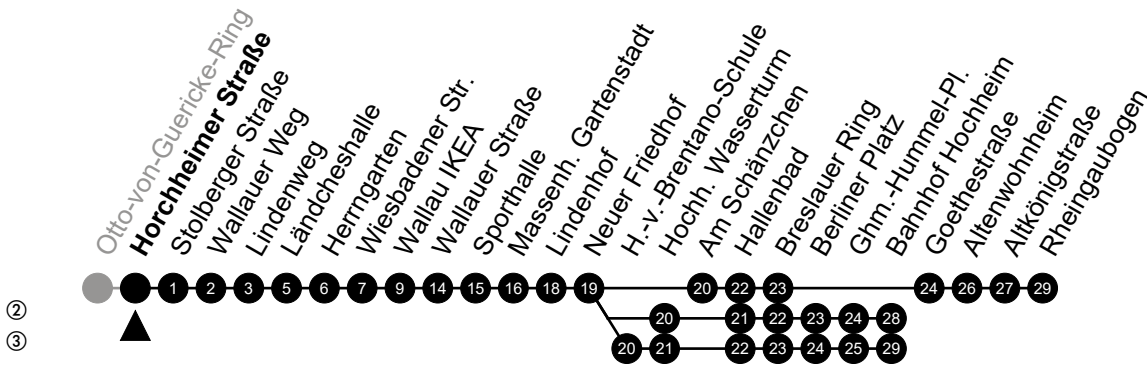 Otto-von-Guericke-Ring
Horchheimer Straße
Stolberger Straße
Wallauer Weg
Lindenweg
Ländcheshalle
Herrngarten
Wiesbadener Str.
Wallau IKEA
Wallauer Straße
Sporthalle
Massenh. Gartenstadt
Lindenhof
Neuer Friedhof
H.-v.-Brentano-Schule
Hochh. Wasserturm
Am Schänzchen
Hallenbad
Breslauer Ring
Berliner Platz
Ghm.-Hummel-Pl.
Bahnhof Hochheim
Goethestraße
Altenwohnheim
Altkönigstraße
Rheingaubogen
1 2 3 5 6 7 9 14 15 16 18 19 20 22 23 24 26 27 29
② 20 21 22 23 24 28
③ 20 21 22 23 24 25 29